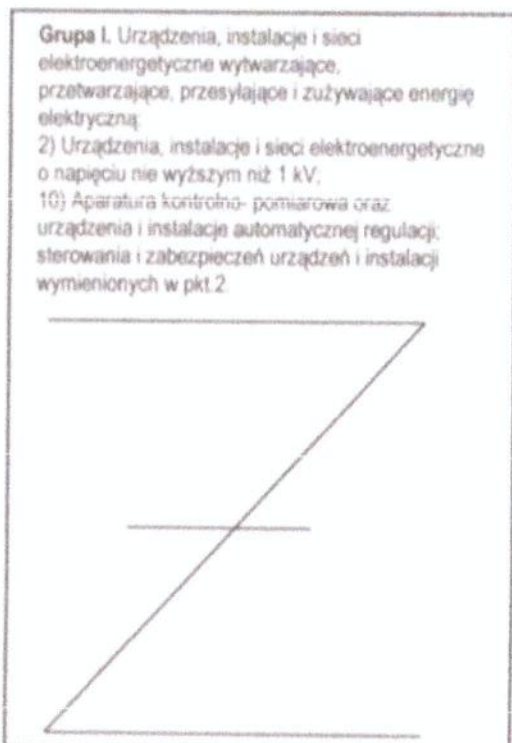 Grupa I. Urządzenia, instalacje i sieci
elektroenergetyczne wytwarzające,
przetwarzające, przesyłające i zużywające energię
elektryczną:
2) Urządzenia, instalacje i sieci elektroenergetyczne
o napięciu nie wyższym niż 1 kV;
10) Aparatura kontrolno- pomiarowa oraz
urządzenia i instalacje automatycznej regulacji;
sterowania i zabezpieczeń urządzeń i instalacji
wymienionych w pkt.2.